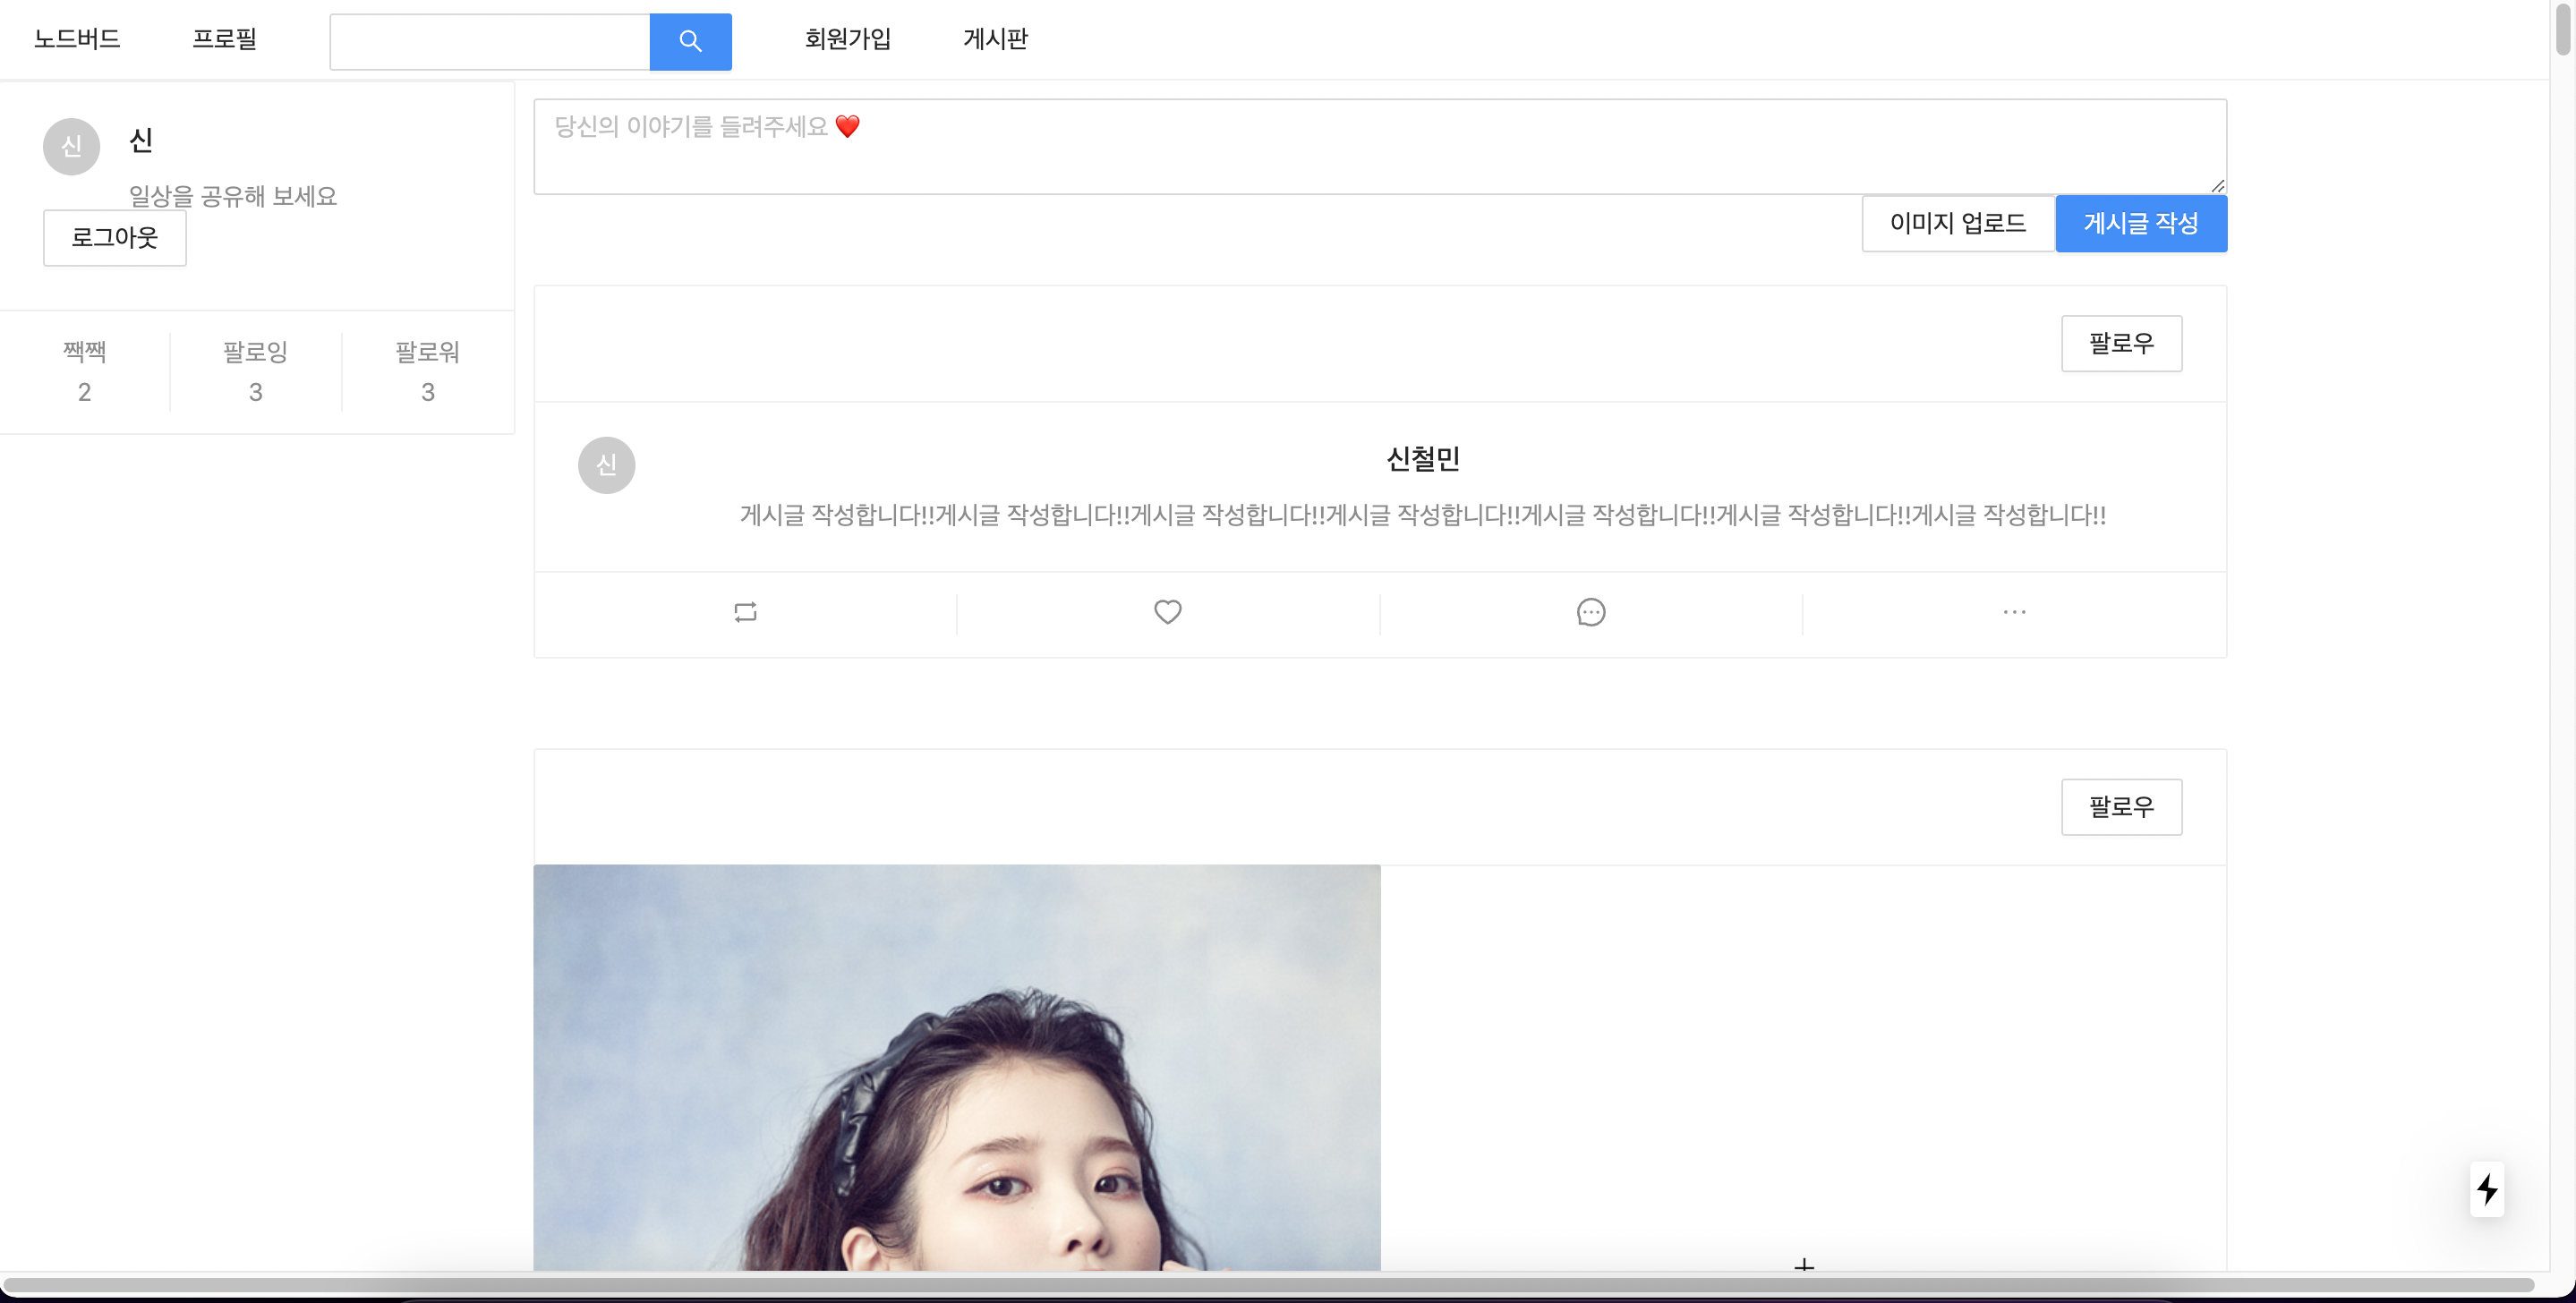 노드버드 프로필 회원가입 게시판
신 신
일상을 공유해 보세요
로그아웃
짹짹 팔로잉 팔로워
2 3 3
당신의 이야기를 들려주세요 ❤️
이미지 업로드 게시글 작성
팔로우
신 신철민
게시글 작성합니다!!게시글 작성합니다!!게시글 작성합니다!!게시글 작성합니다!!게시글 작성합니다!!게시글 작성합니다!!게시글 작성합니다!!
팔로우